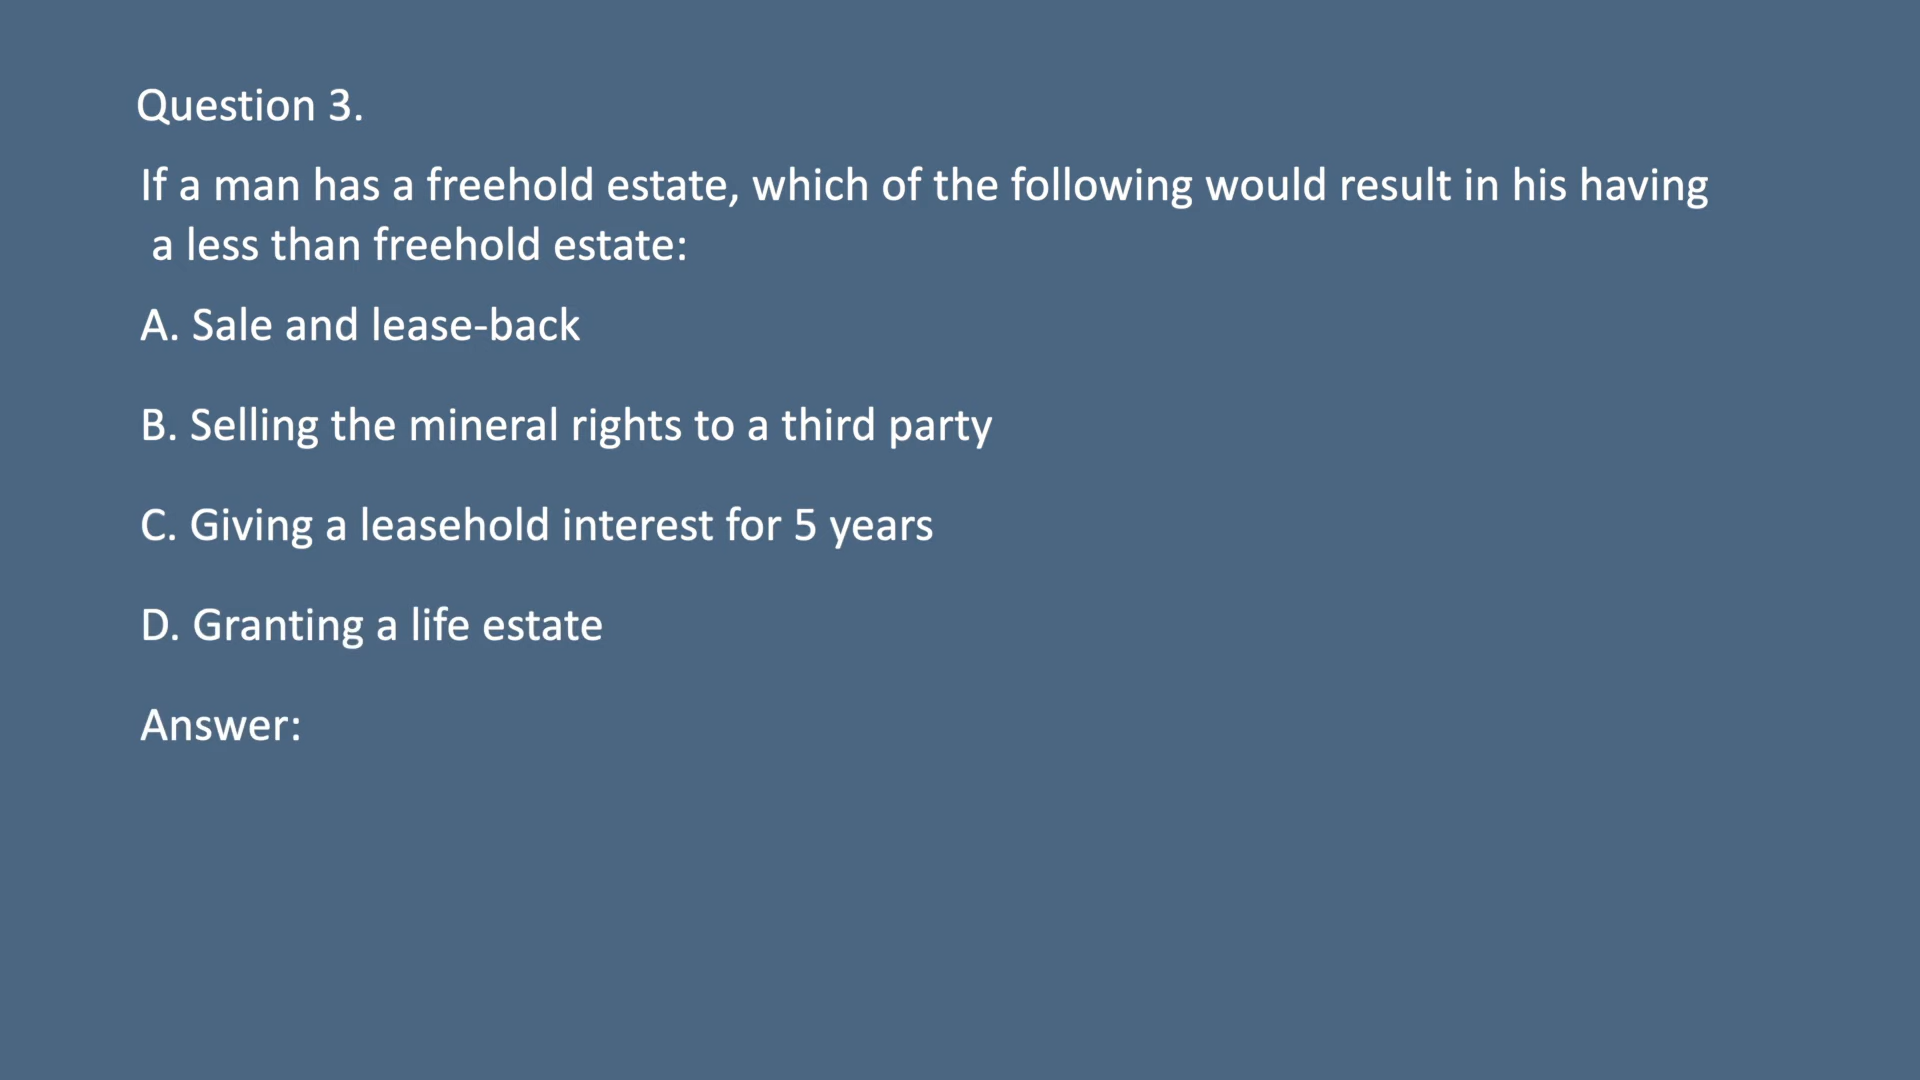 Question 3.
If a man has a freehold estate, which of the following would result in his having
a less than freehold estate:
A. Sale and lease-back
B. Selling the mineral rights to a third party
C. Giving a leasehold interest for 5 years
D. Granting a life estate
Answer: